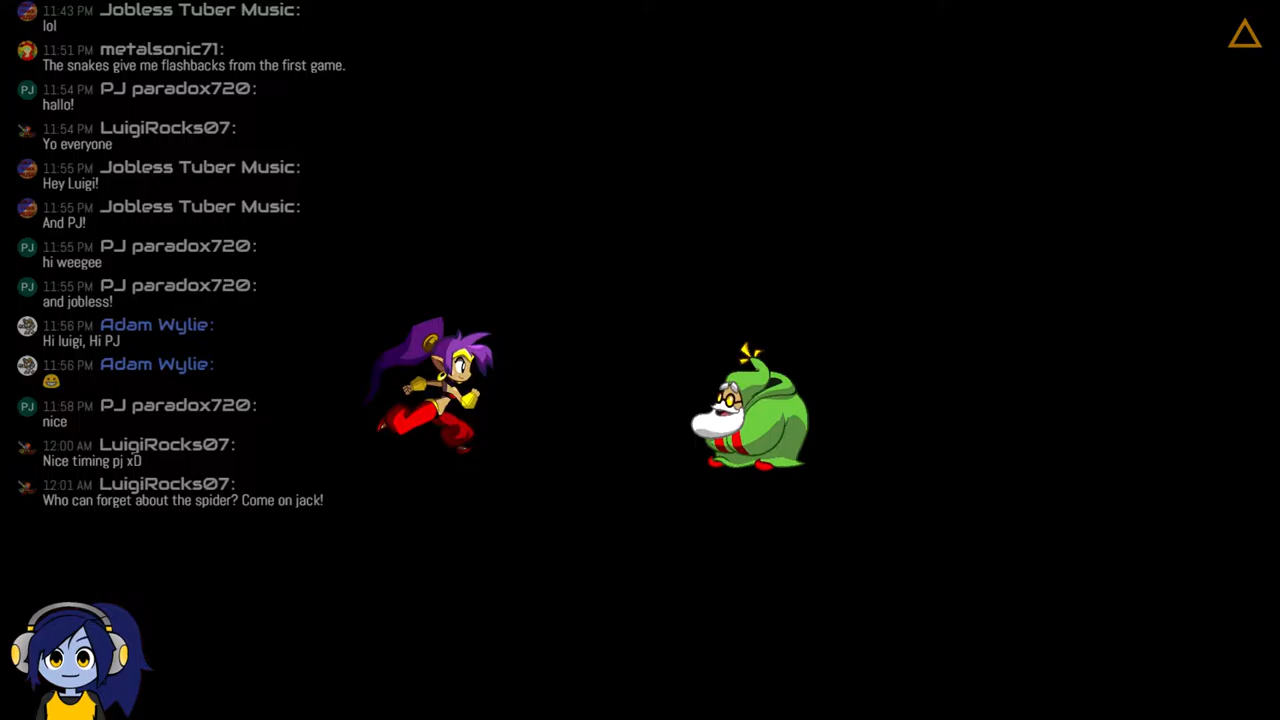 11:43 PM Jobless Tuber Music:
lol
11:51 PM metalsonic71:
The snakes give me flashbacks from the first game.
PJ 11:54 PM PJ paradox720:
hallo!
11:54 PM LuigiRocks07:
Yo everyone
11:55 PM Jobless Tuber Music:
Hey Luigi!
11:55 PM Jobless Tuber Music:
And PJ!
PJ 11:55 PM PJ paradox720:
hi weegee
PJ 11:55 PM PJ paradox720:
and jobless!
11:56 PM Adam Wylie:
Hi luigi, Hi PJ
11:56 PM Adam Wylie:
PJ 11:58 PM PJ paradox720:
nice
12:00 AM LuigiRocks07:
Nice timing pj xD
12:01 AM LuigiRocks07:
Who can forget about the spider? Come on jack!